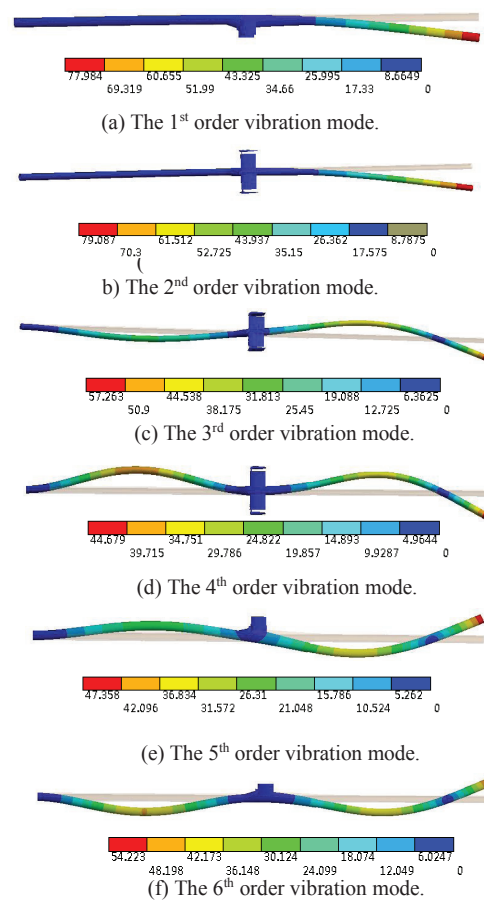 77.984 60.655 43.325 25.995 8.6649
69.319 51.99 34.66 17.33 0
(a) The 1st order vibration mode.
79.087 61.512 43.937 26.362 8.7875
70.3 52.725 35.15 17.575 0
(
b) The 2nd order vibration mode.
57.263 44.538 31.813 19.088 6.3625
50.9 38.175 25.45 12.725 0
(c) The 3rd order vibration mode.
44.679 34.751 24.822 14.893 4.9644
39.715 29.786 19.857 9.9287 0
(d) The 4th order vibration mode.
47.358 36.834 26.31 15.786 5.262
42.096 31.572 21.048 10.524 0
(e) The 5th order vibration mode.
54.223 42.173 30.124 18.074 6.0247
48.198 36.148 24.099 12.049 0
(f) The 6th order vibration mode.